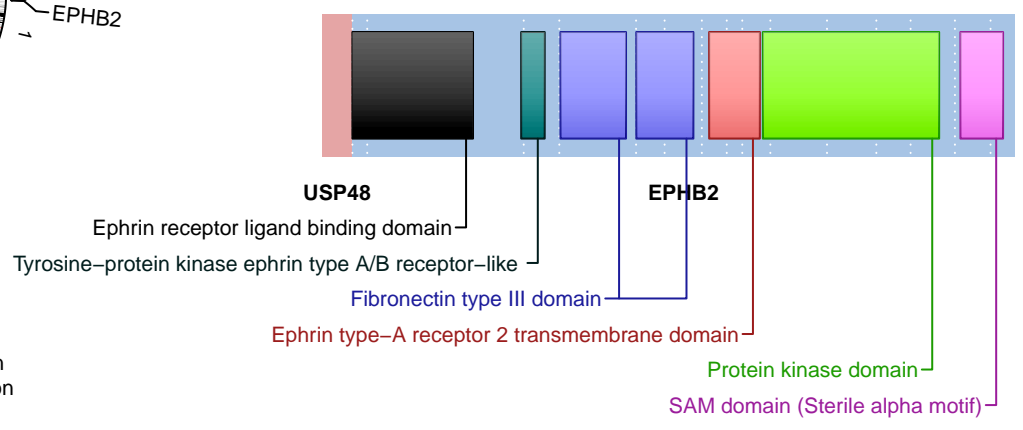 EPHB2
USP48
EPHB2
Ephrin receptor ligand binding domain
Tyrosine−protein kinase ephrin type A/B receptor−like
Fibronectin type III domain
Ephrin type−A receptor 2 transmembrane domain
Protein kinase domain
SAM domain (Sterile alpha motif)